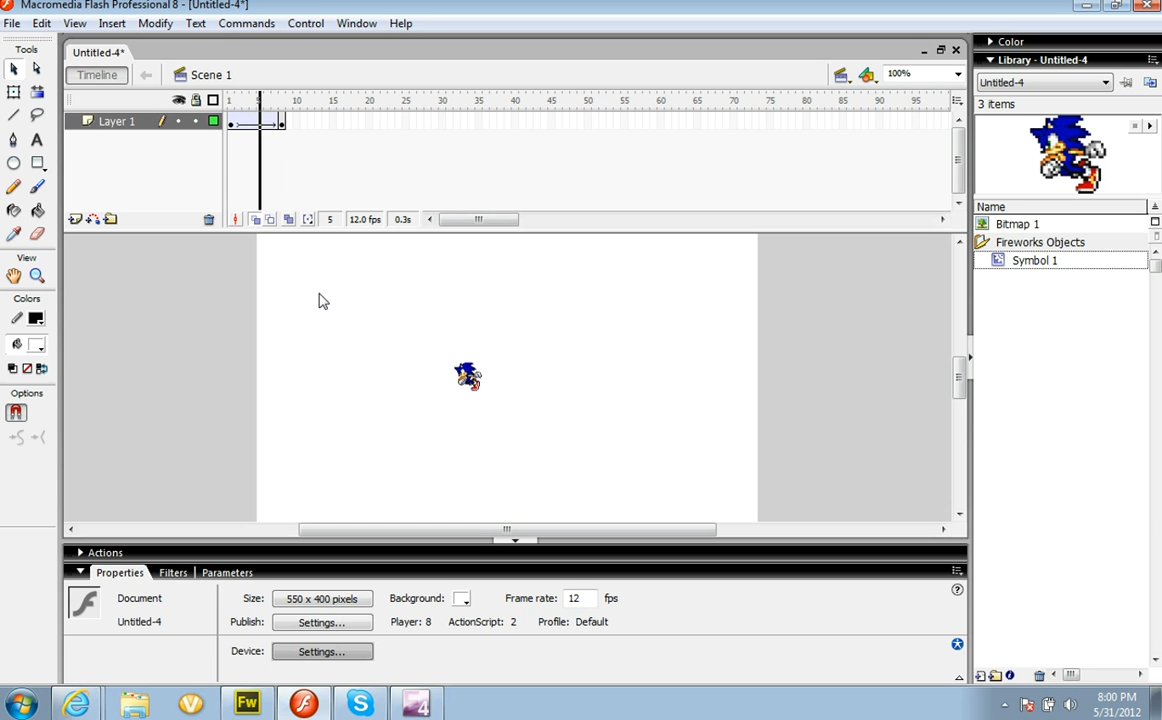 Macromedia Flash Professional 8 - [Untitled-4*]
File Edit View Insert Modify Text Commands Control Window Help
Tools
Untitled-4*
Timeline
Scene 1
100%
1 5 10 15 20 25 30 35 40 45 50 55 60 65 70 75 80 85 90 95
Layer 1
5 12.0 fps 0.3s
View
Colors
Options
Color
Library - Untitled-4
Untitled-4
3 items
Name
Bitmap 1
Fireworks Objects
Symbol 1
Actions
Properties Filters Parameters
Document
Untitled-4
Size: 550 x 400 pixels Background: Frame rate: 12 fps
Publish: Settings... Player: 8 ActionScript: 2 Profile: Default
Device: Settings...
Fw
4
8:00 PM
5/31/2012